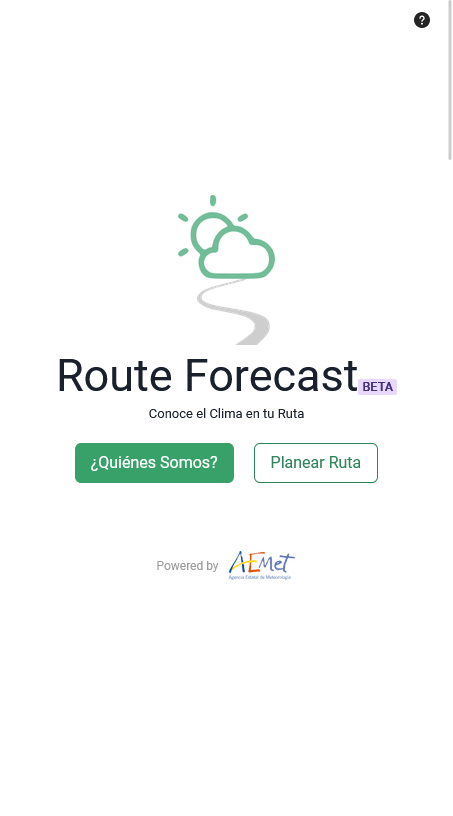 ?
Route Forecast BETA
Conoce el Clima en tu Ruta
¿Quiénes Somos? Planear Ruta
Powered by AEMet
Agencia Estatal de Meteorología